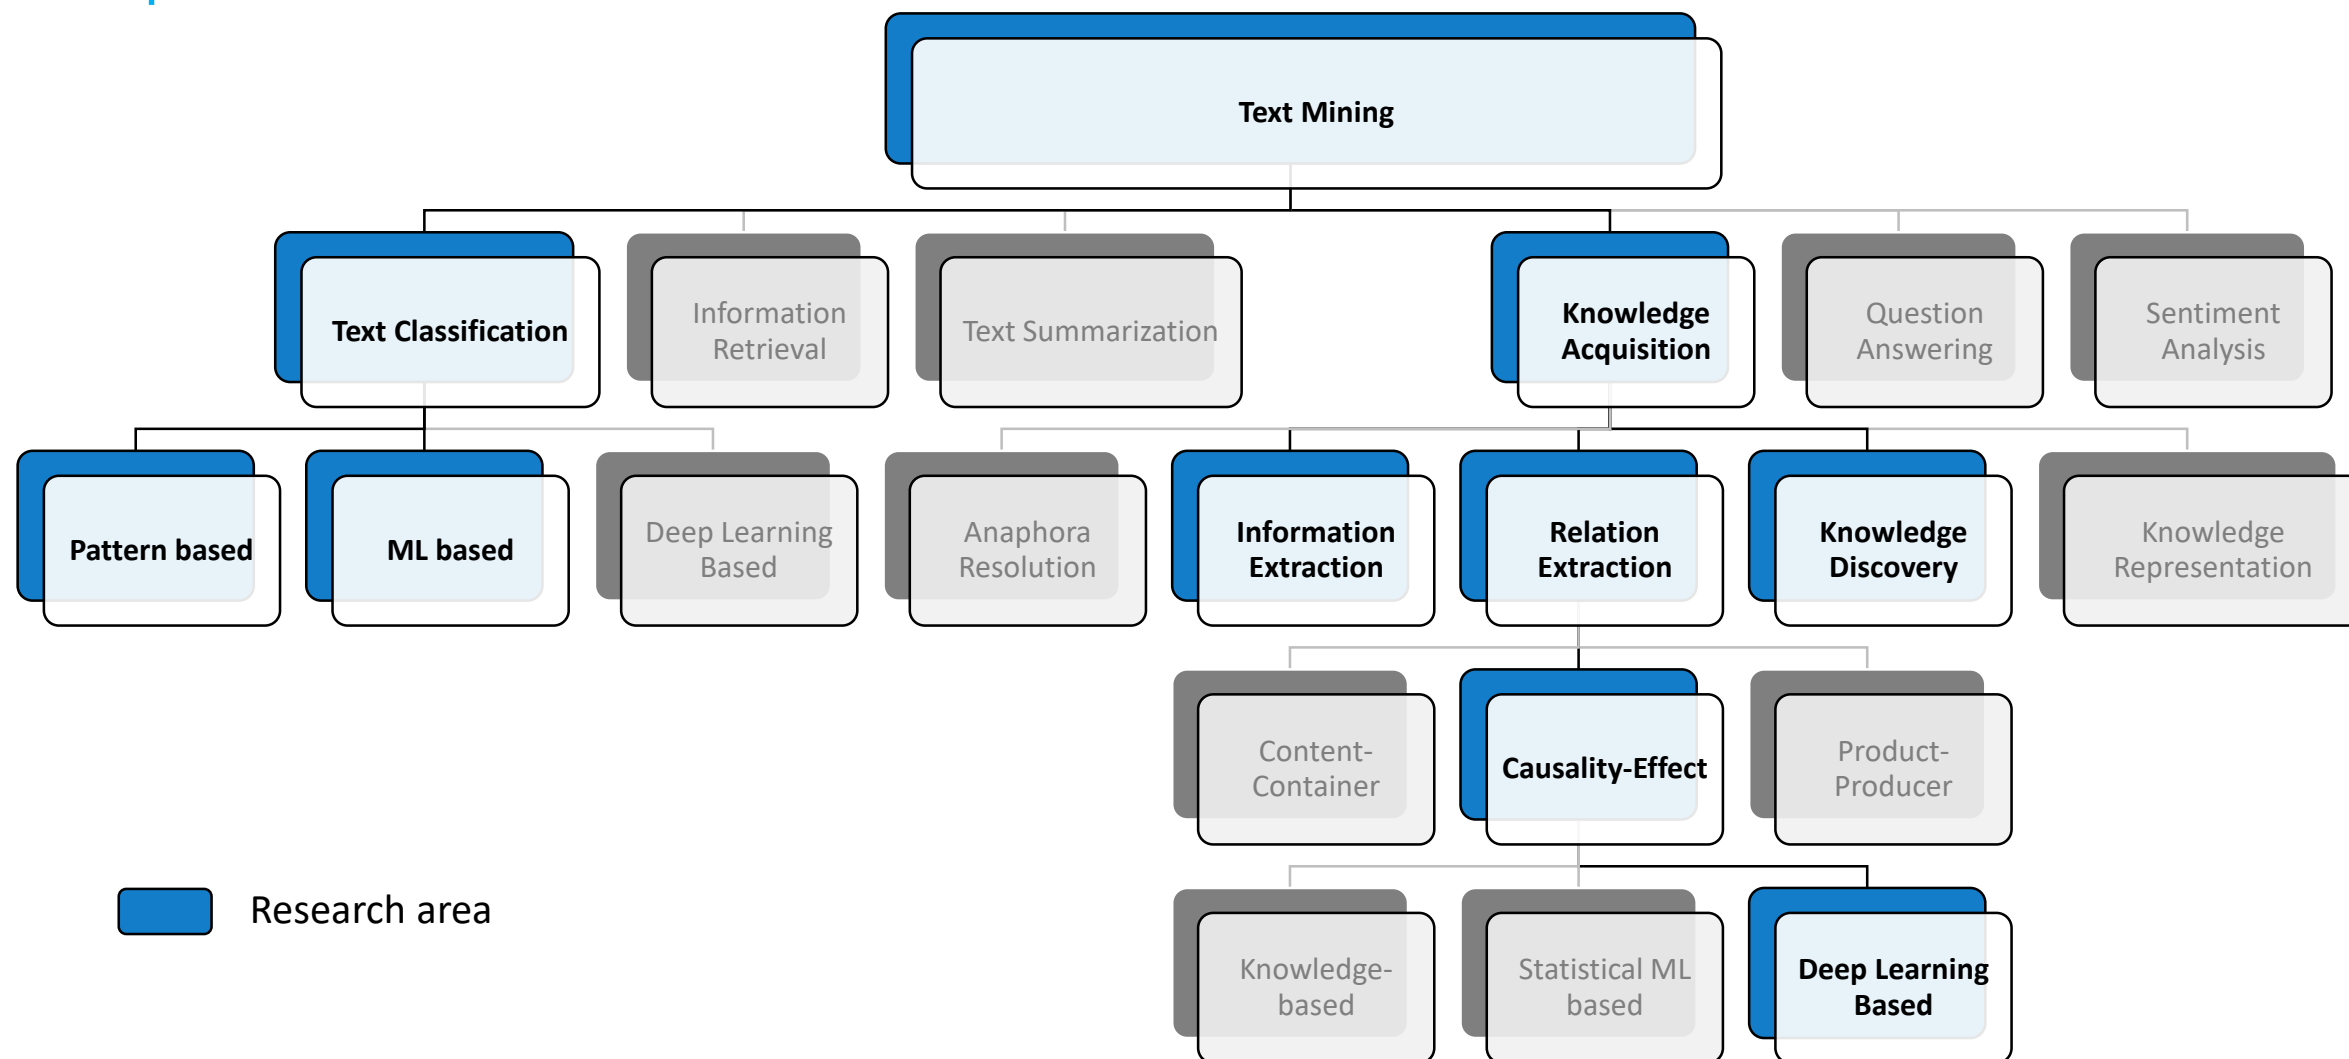 Text Mining
Text Classification
Information
Retrieval
Text Summarization
Knowledge
Acquisition
Question
Answering
Sentiment
Analysis
Pattern based
ML based
Deep Learning
Based
Anaphora
Resolution
Information
Extraction
Relation
Extraction
Knowledge
Discovery
Knowledge
Representation
Content-
Container
Causality-Effect
Product-
Producer
Research area
Knowledge-
based
Statistical ML
based
Deep Learning
Based